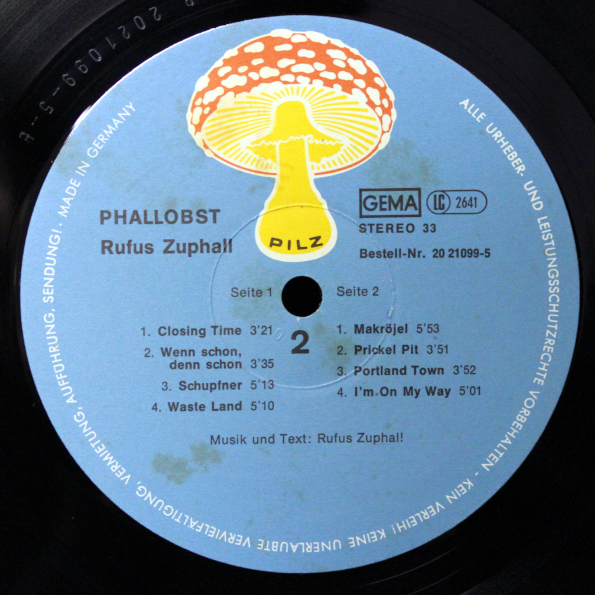 2021099-5-B
ALLE URHEBER- UND LEISTUNGSSCHUTZRECHTE VORBEHALTEN - KEIN VERLEIH! KEINE UNERLAUBTE VERVIELFÄLTIGUNG, VERMIETUNG, AUFFÜHRUNG, SENDUNG! · MADE IN GERMANY
PILZ
PHALLOBST
Rufus Zuphall
GEMA LC 2641
STEREO 33
Bestell-Nr. 20 21099-5
Seite 1
1. Closing Time 3'21
2. Wenn schon,
denn schon 3'35
3. Schupfner 5'13
4. Waste Land 5'10
2
Seite 2
1. Makröjel 5'53
2. Prickel Pit 3'51
3. Portland Town 3'52
4. I'm On My Way 5'01
Musik und Text: Rufus Zuphall